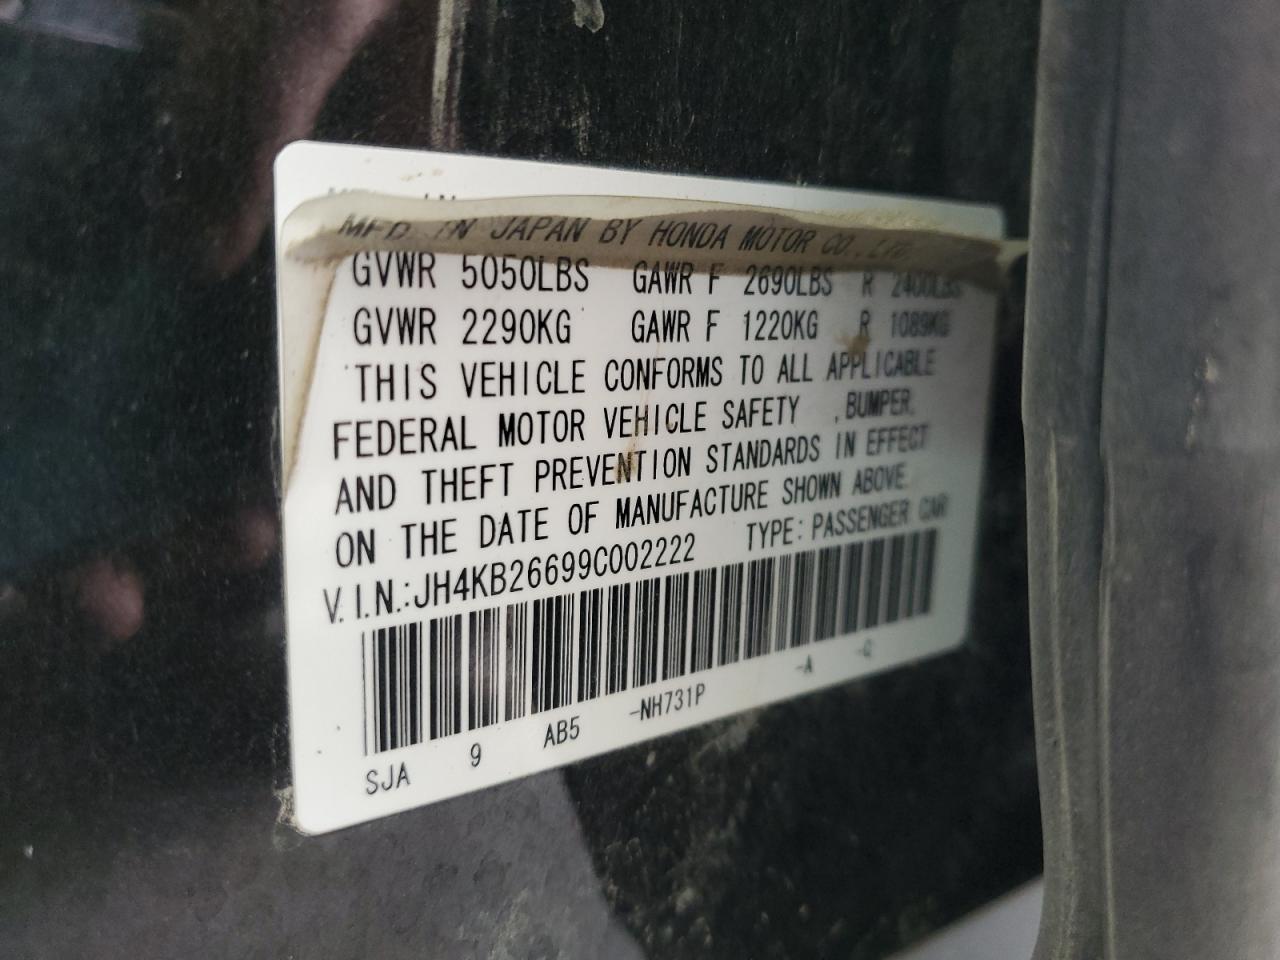 MFD. IN JAPAN BY HONDA MOTOR CO., LTD.
GVWR 5050LBS GAWR F 2690LBS R 2400LBS
GVWR 2290KG GAWR F 1220KG R 1089KG
THIS VEHICLE CONFORMS TO ALL APPLICABLE
FEDERAL MOTOR VEHICLE SAFETY , BUMPER,
AND THEFT PREVENTION STANDARDS IN EFFECT
ON THE DATE OF MANUFACTURE SHOWN ABOVE.
V.I.N.:JH4KB26699C002222 TYPE: PASSENGER CAR
SJA 9 AB5 -NH731P -A -Q